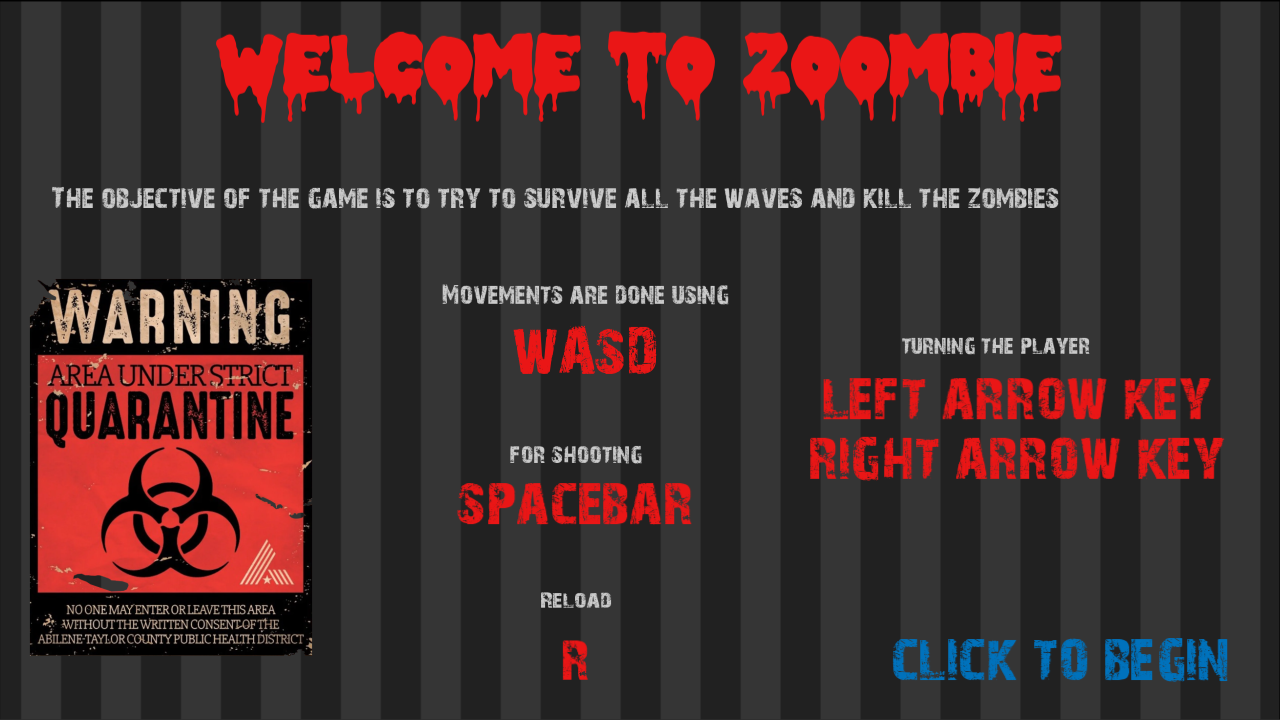 WELCOME TO ZOOMBIE
THE OBJECTIVE OF THE GAME IS TO TRY TO SURVIVE ALL THE WAVES AND KILL THE ZOMBIES
WARNING
AREA UNDER STRICT
QUARANTINE
NO ONE MAY ENTER OR LEAVE THIS AREA
WITHOUT THE WRITTEN CONSENT OF THE
ABILENE-TAYLOR COUNTY PUBLIC HEALTH DISTRICT
MOVEMENTS ARE DONE USING
WASD
FOR SHOOTING
SPACEBAR
RELOAD
R
TURNING THE PLAYER
LEFT ARROW KEY
RIGHT ARROW KEY
CLICK TO BEGIN